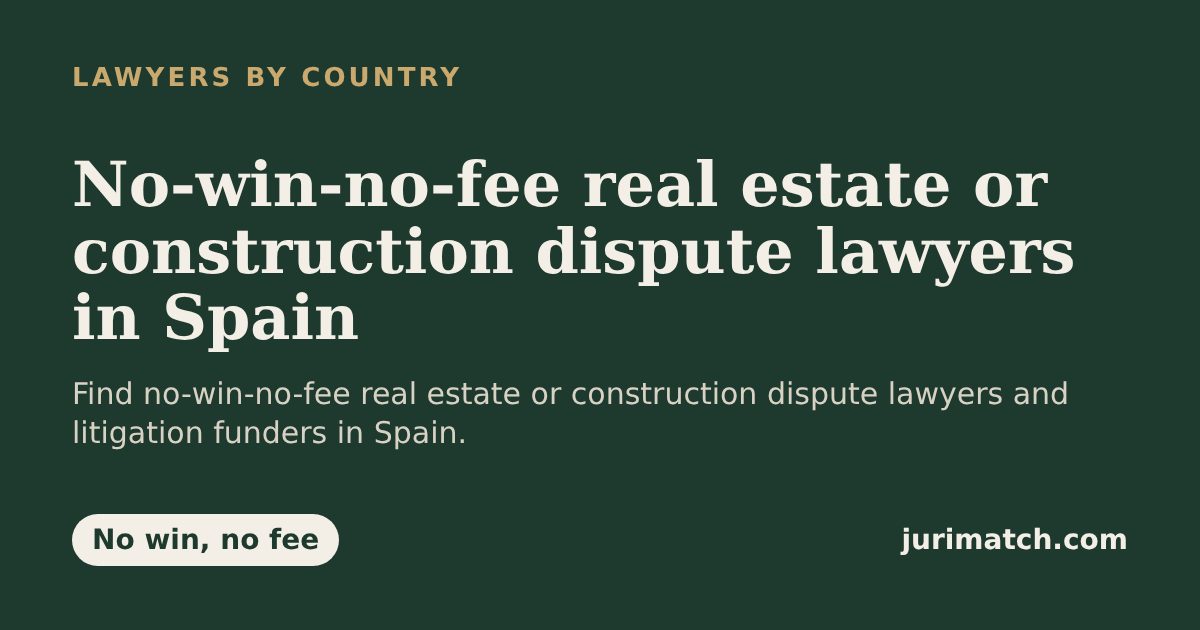 LAWYERS BY COUNTRY
No-win-no-fee real estate or
construction dispute lawyers
in Spain
Find no-win-no-fee real estate or construction dispute lawyers and
litigation funders in Spain.
No win, no fee
jurimatch.com